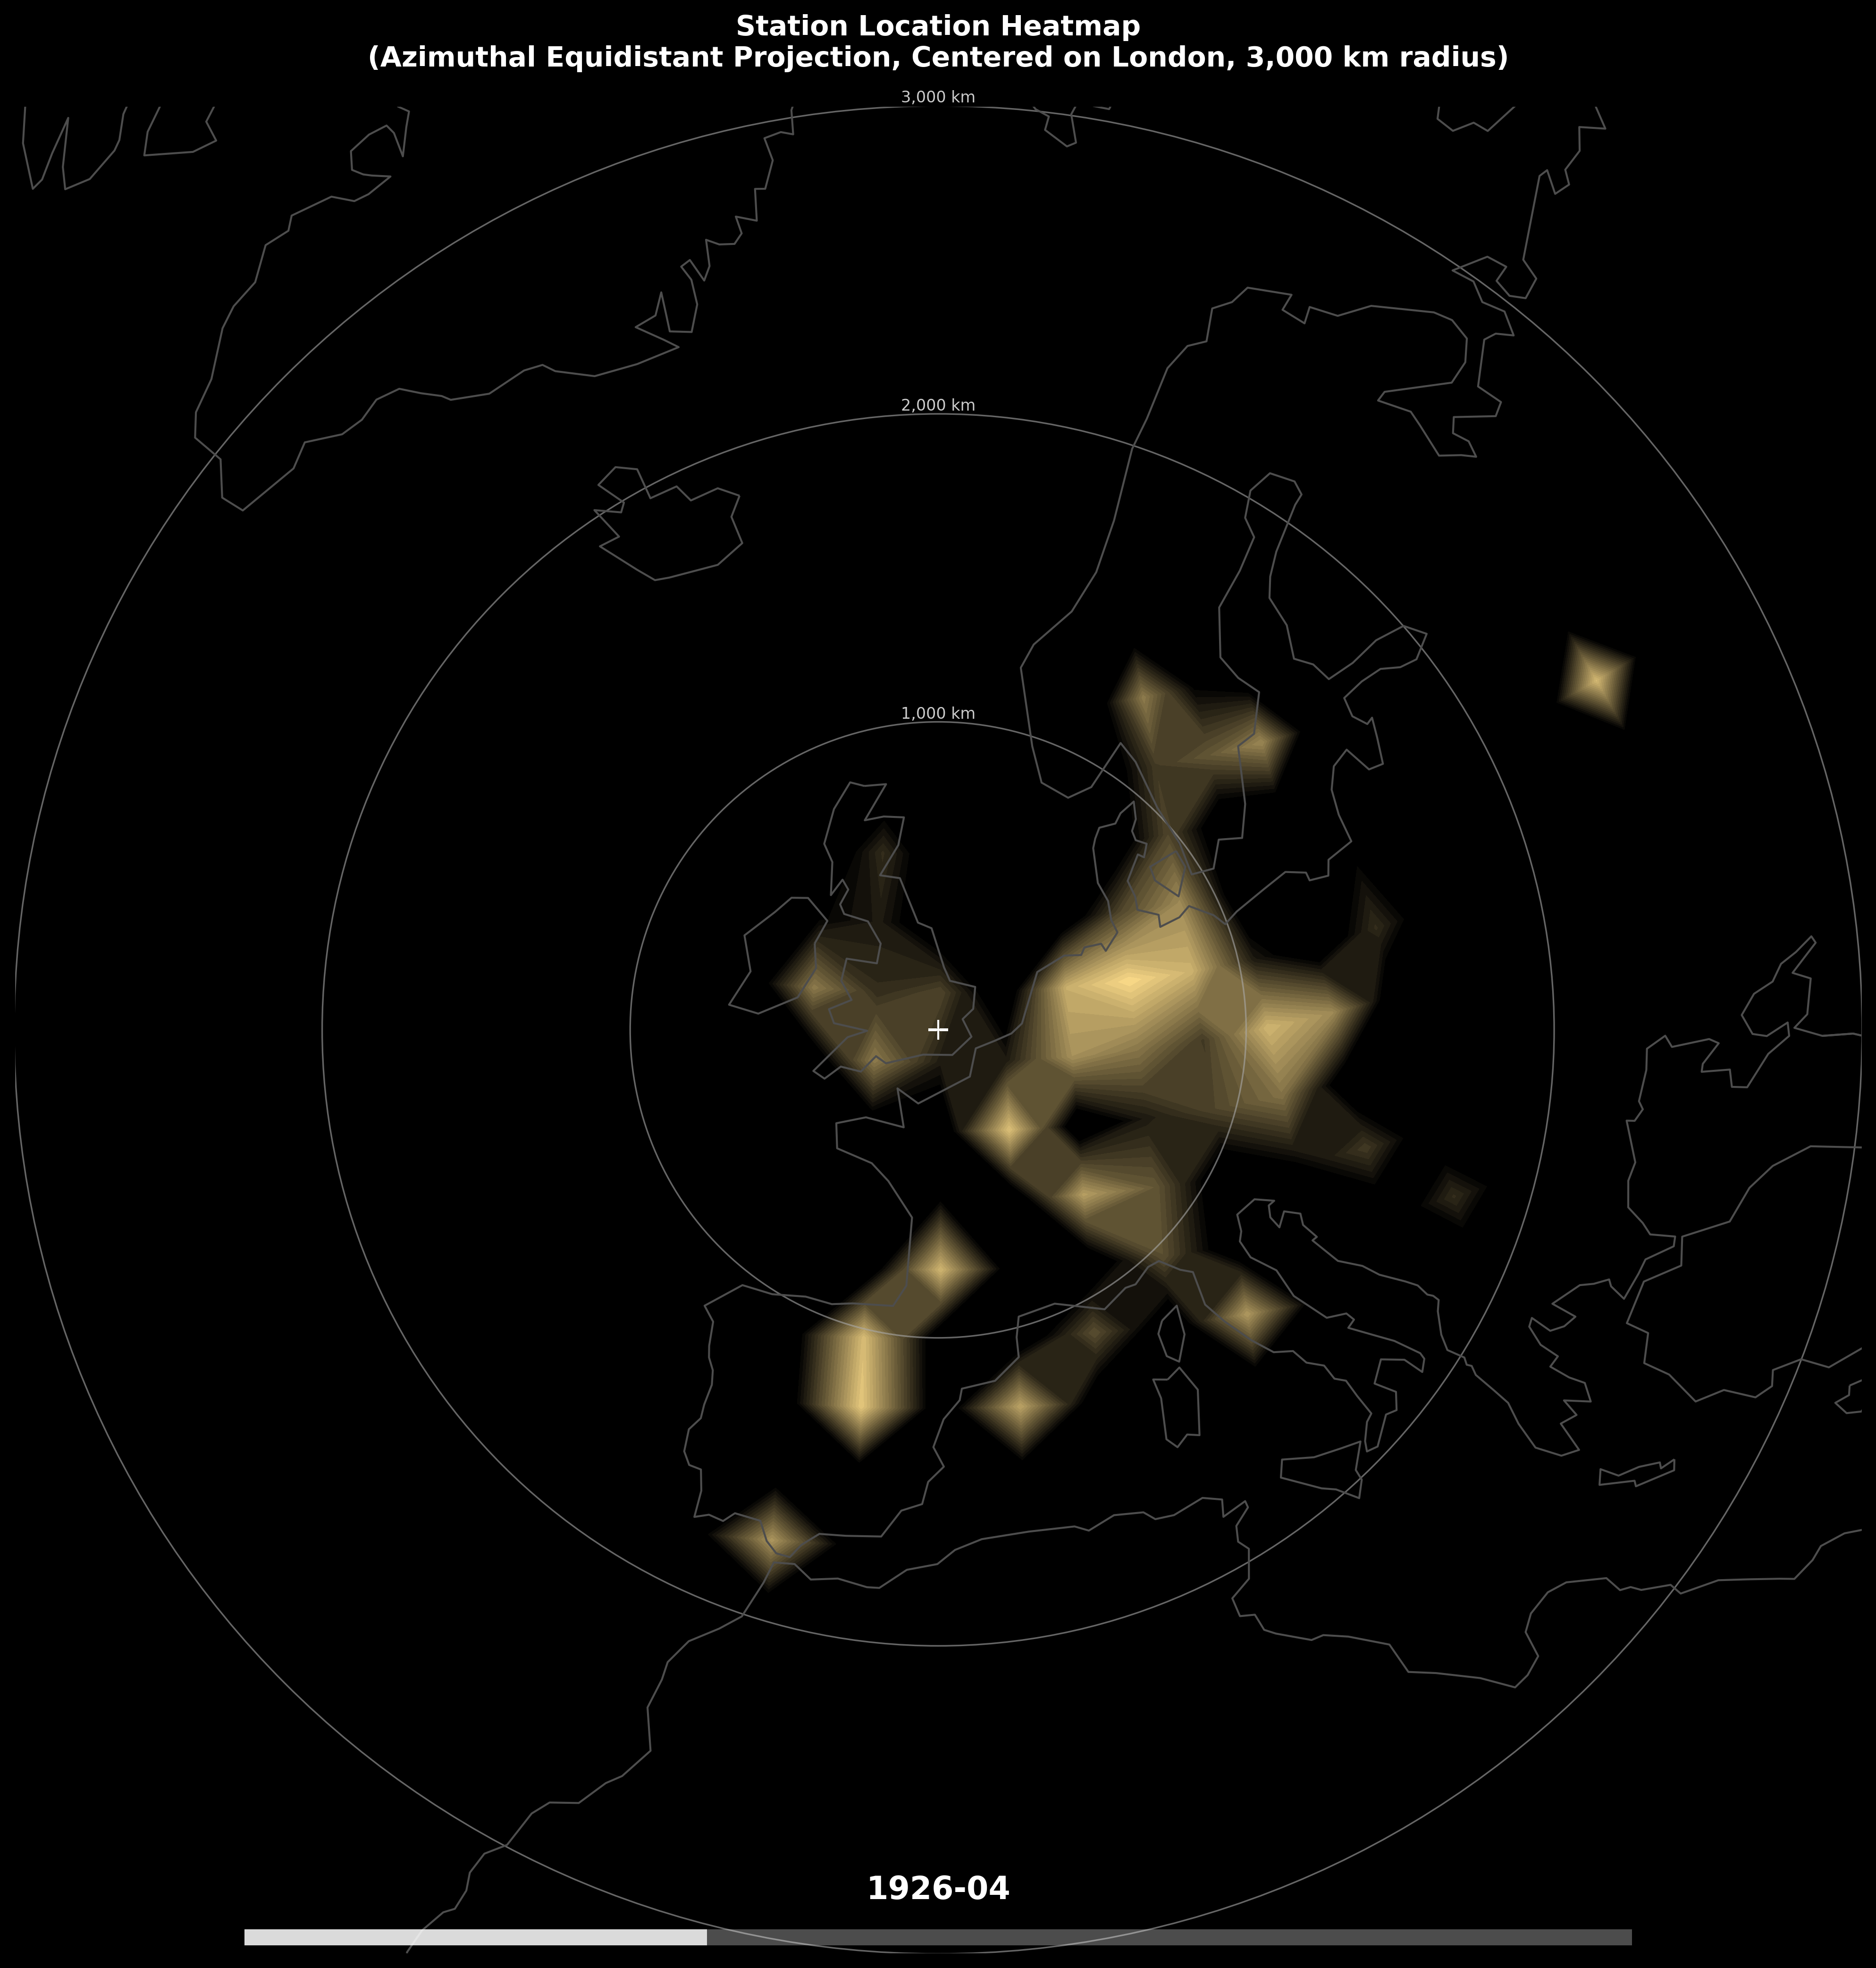 Station Location Heatmap
(Azimuthal Equidistant Projection, Centered on London, 3,000 km radius)
3,000 km
2,000 km
1,000 km
1926-04